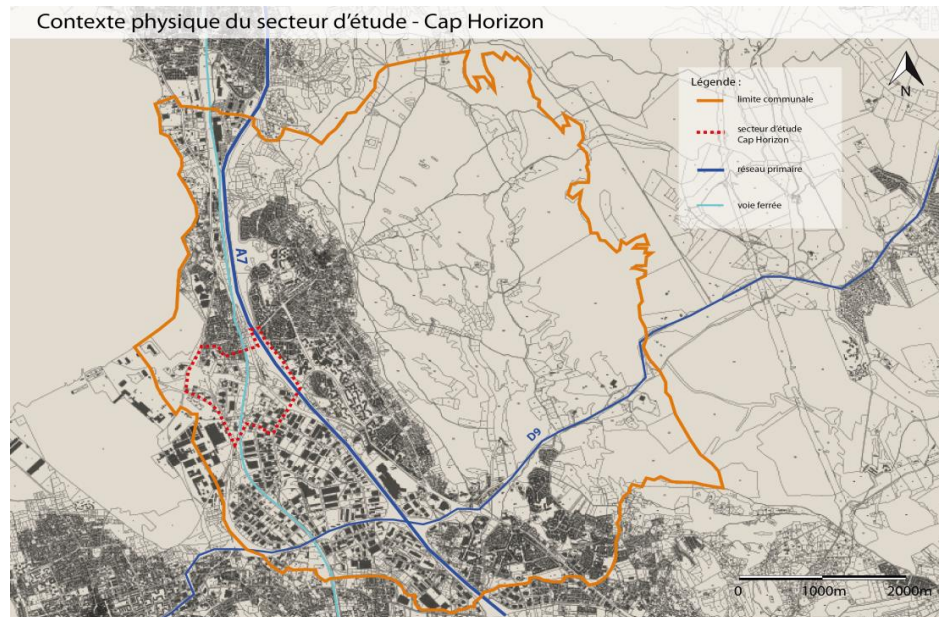 Contexte physique du secteur d’étude - Cap Horizon
N
Légende :
limite communale
secteur d’étude
Cap Horizon
réseau primaire
voie ferrée
A7
D9
0 1000m 2000m